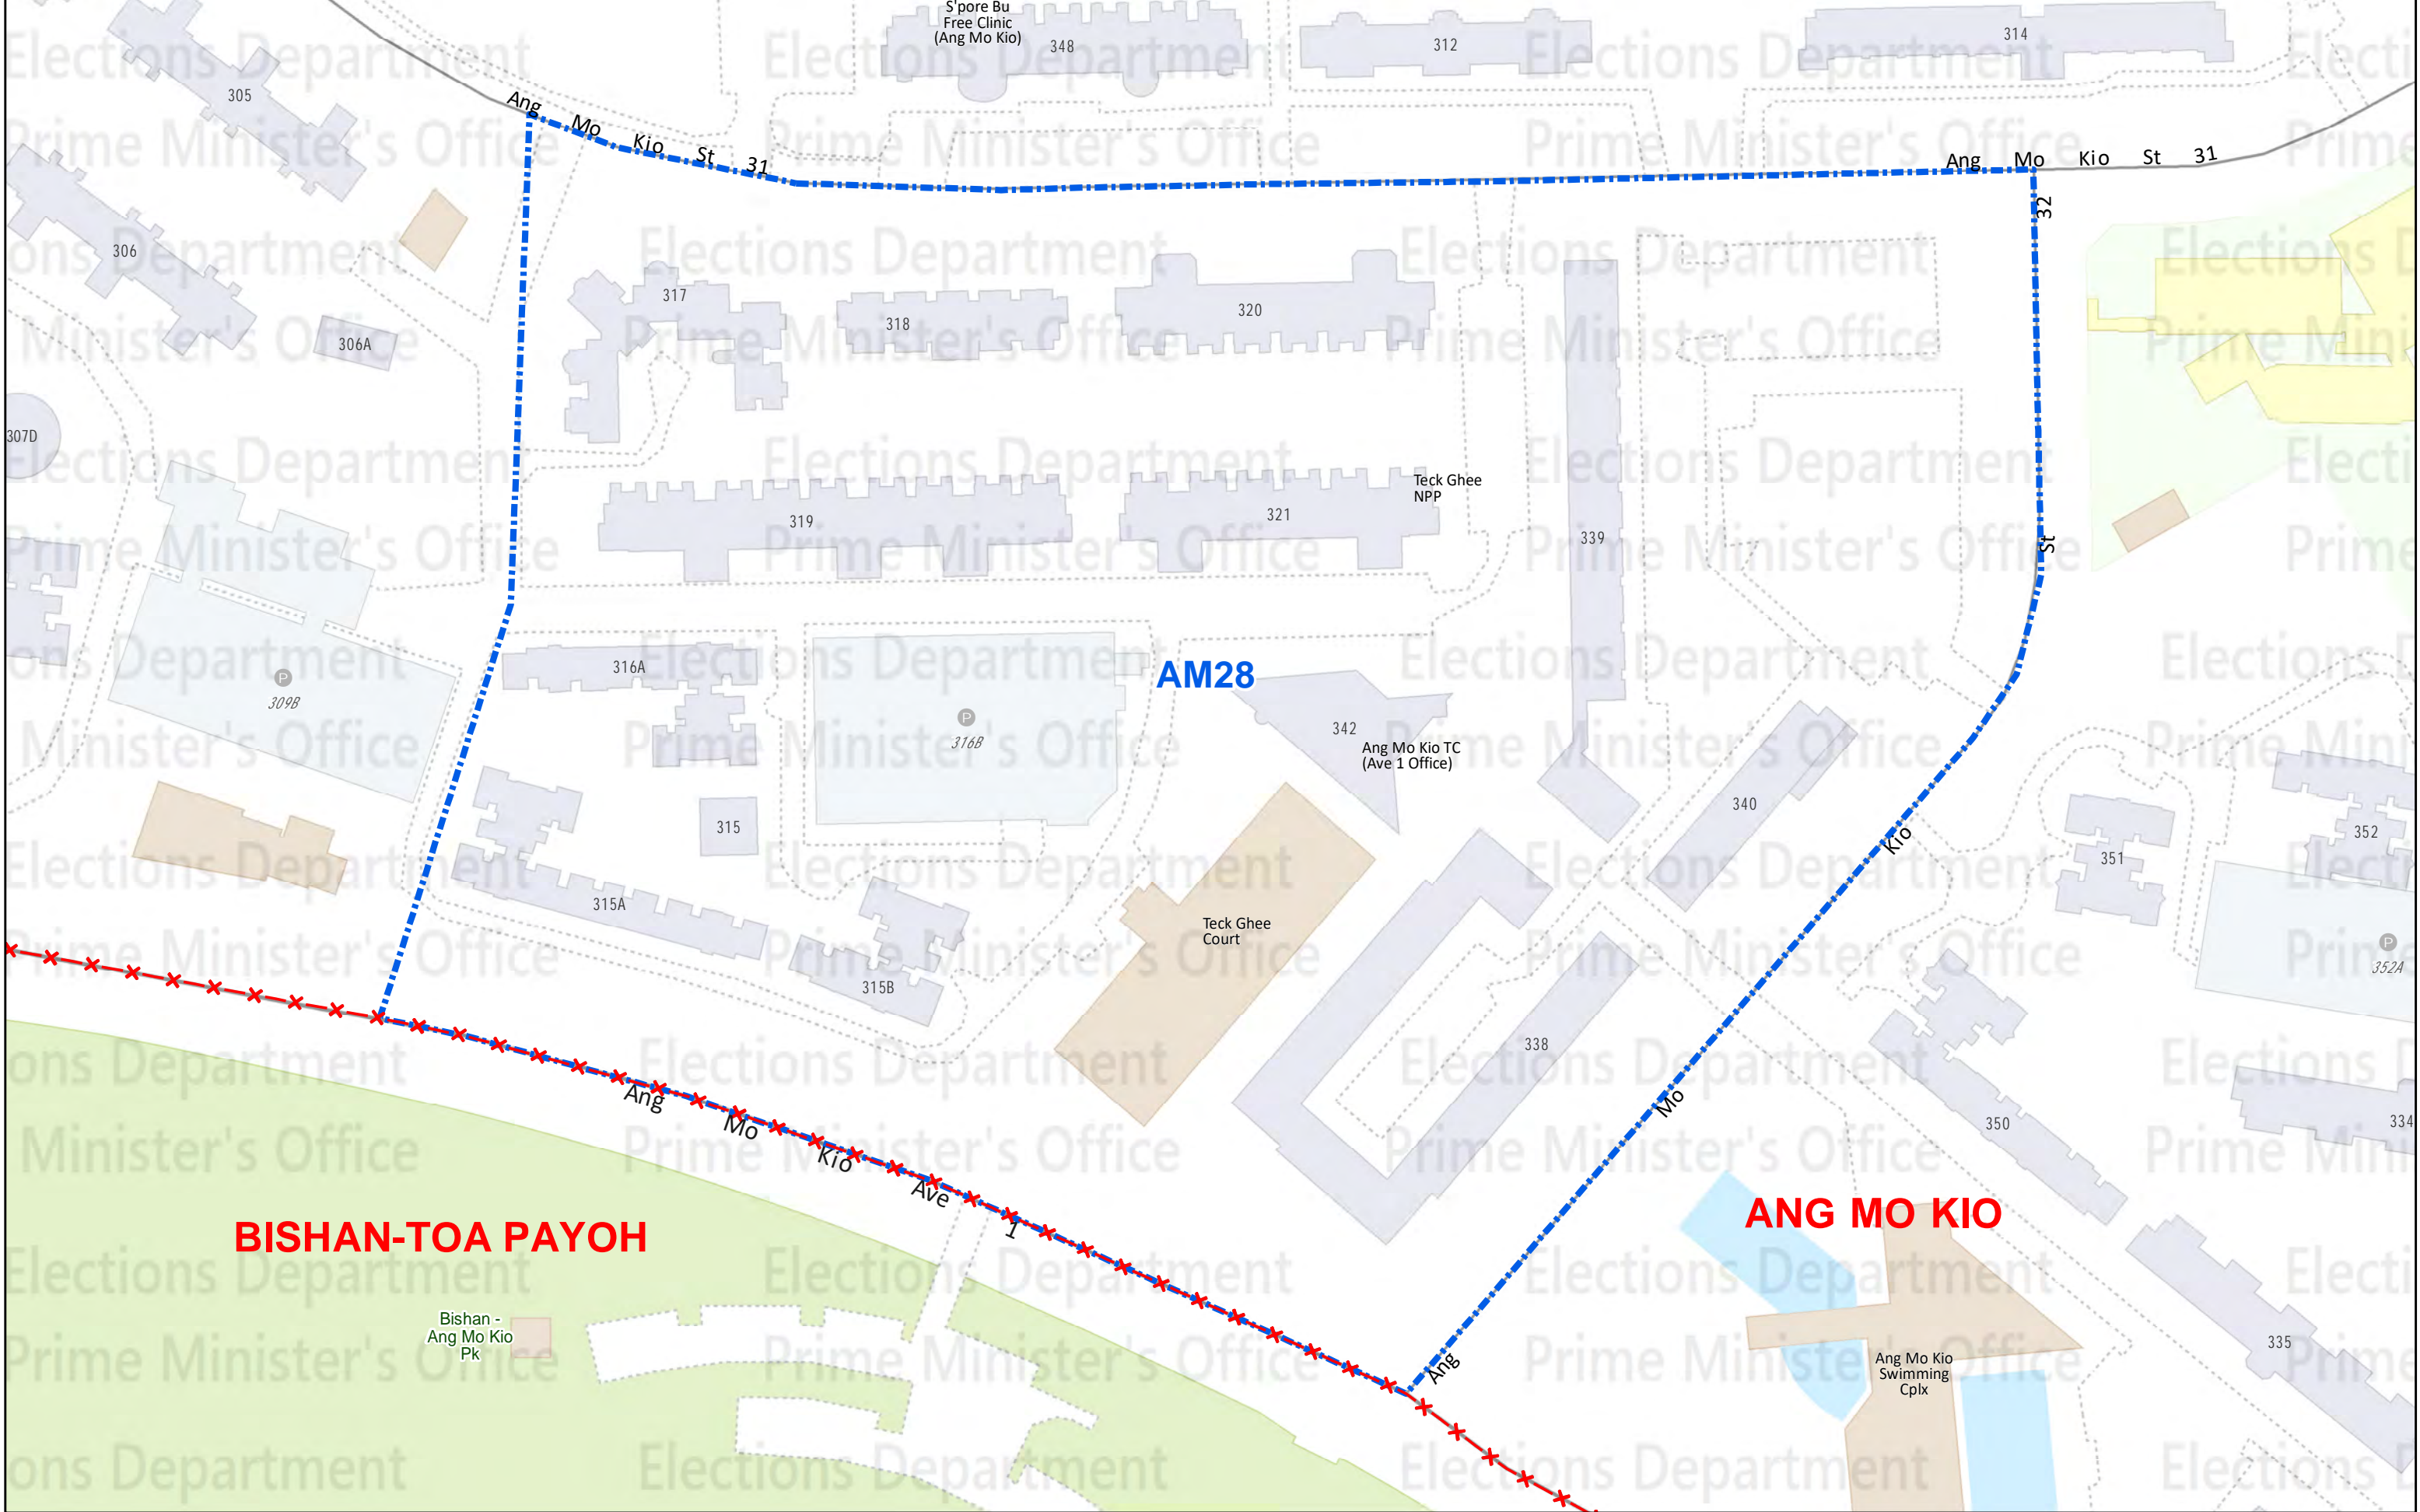 S'pore Bu
Free Clinic
(Ang Mo Kio)
348
312
314
305
Ang Mo Kio St 31
Ang Mo Kio St 31
306
306A
307D
317
318
320
Ang Mo Kio St 32
319
321
Teck Ghee
NPP
339
309B
P
316A
316B
P
AM28
342
Ang Mo Kio TC
(Ave 1 Office)
315
340
351
352
352A
P
315A
315B
Teck Ghee
Court
338
350
334
335
Ang Mo Kio Ave 1
BISHAN-TOA PAYOH
ANG MO KIO
Bishan -
Ang Mo Kio
Pk
Ang Mo Kio
Swimming
Cplx
Elections Department
Prime Minister's Office